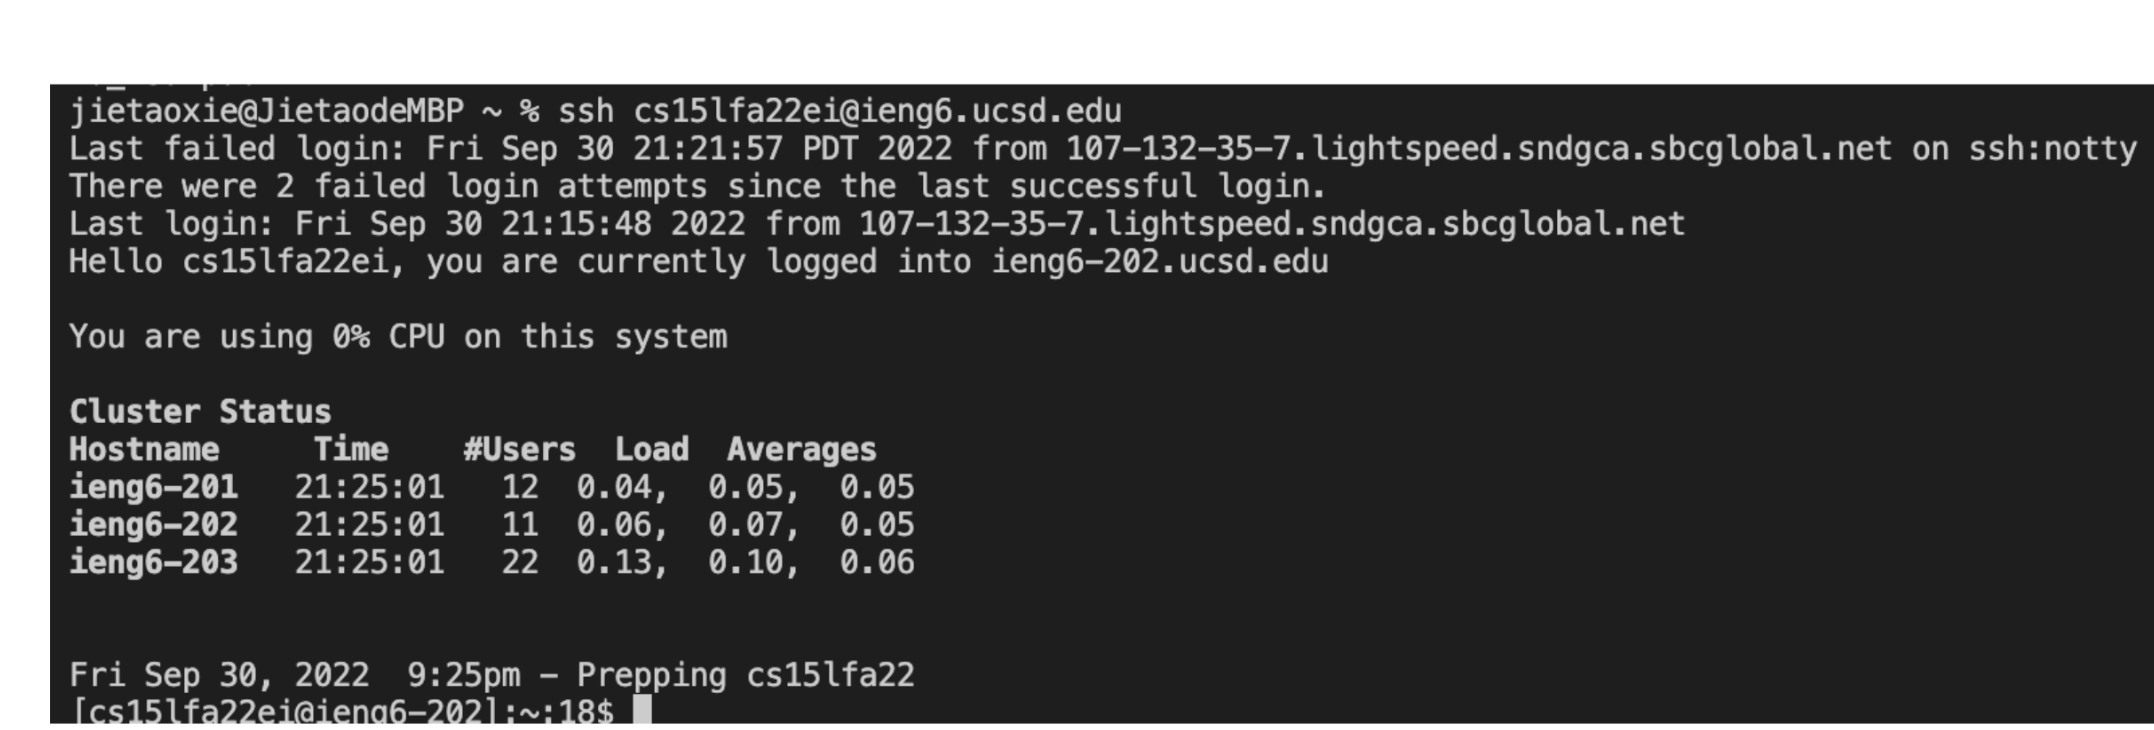 jietaoxie@JietaodeMBP ~ % ssh cs15lfa22ei@ieng6.ucsd.edu
Last failed login: Fri Sep 30 21:21:57 PDT 2022 from 107-132-35-7.lightspeed.sndgca.sbcglobal.net on ssh:notty
There were 2 failed login attempts since the last successful login.
Last login: Fri Sep 30 21:15:48 2022 from 107-132-35-7.lightspeed.sndgca.sbcglobal.net
Hello cs15lfa22ei, you are currently logged into ieng6-202.ucsd.edu
You are using 0% CPU on this system
Cluster Status
Hostname     Time    #Users  Load  Averages
ieng6-201   21:25:01   12  0.04,  0.05,  0.05
ieng6-202   21:25:01   11  0.06,  0.07,  0.05
ieng6-203   21:25:01   22  0.13,  0.10,  0.06
Fri Sep 30, 2022  9:25pm - Prepping cs15lfa22
[cs15lfa22ei@ieng6-202]:~:18$